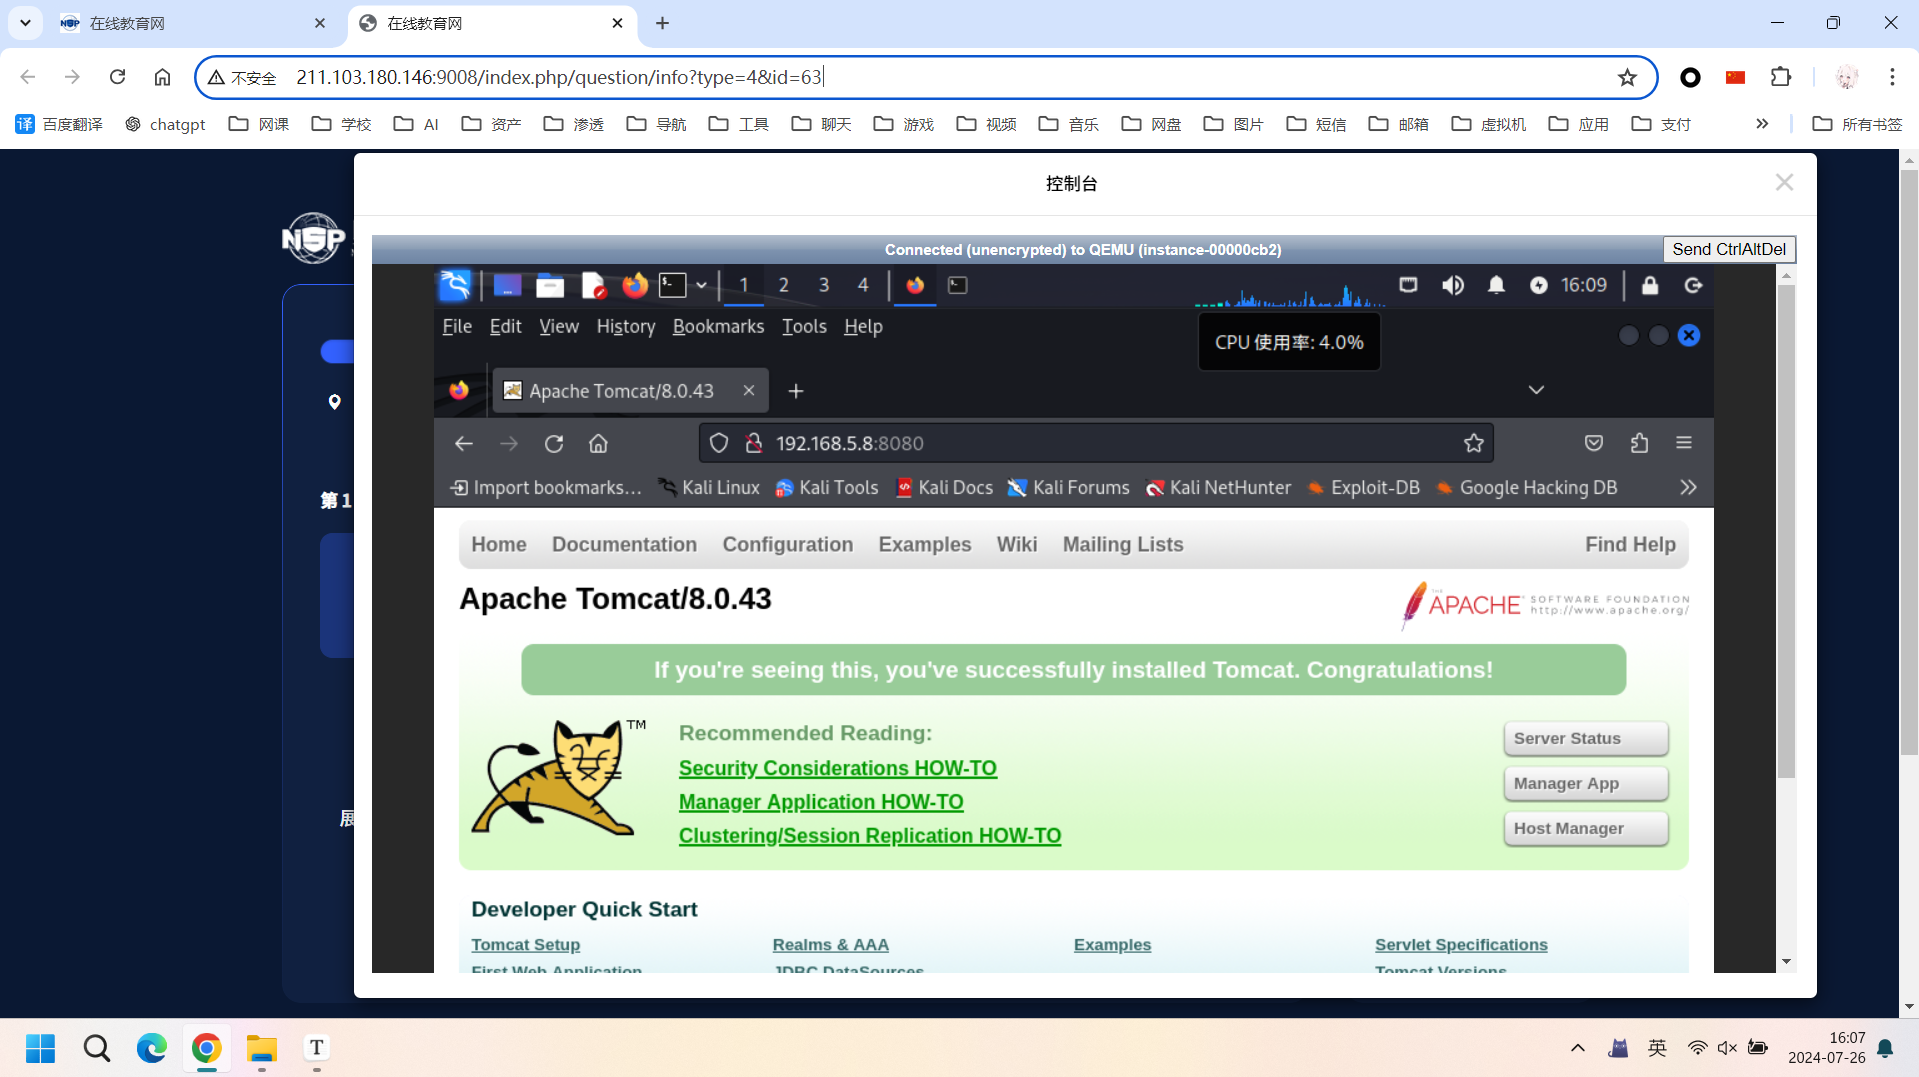 在线教育网
在线教育网
不安全 211.103.180.146:9008/index.php/question/info?type=4&id=63
百度翻译 chatgpt 网课 学校 AI 资产 渗透 导航 工具 聊天 游戏 视频 音乐 网盘 图片 短信 邮箱 虚拟机 应用 支付 » 所有书签
控制台
NSP
Connected (unencrypted) to QEMU (instance-00000cb2)
Send CtrlAltDel
1 2 3 4 16:09
File Edit View History Bookmarks Tools Help
CPU 使用率: 4.0%
Apache Tomcat/8.0.43
192.168.5.8:8080
Import bookmarks... Kali Linux Kali Tools Kali Docs Kali Forums Kali NetHunter Exploit-DB Google Hacking DB
第 1
Home Documentation Configuration Examples Wiki Mailing Lists Find Help
Apache Tomcat/8.0.43
THE APACHE SOFTWARE FOUNDATION
http://www.apache.org/
If you're seeing this, you've successfully installed Tomcat. Congratulations!
TM
Recommended Reading:
Security Considerations HOW-TO
Manager Application HOW-TO
Clustering/Session Replication HOW-TO
Server Status
Manager App
Host Manager
展
Developer Quick Start
Tomcat Setup Realms & AAA Examples Servlet Specifications
First Web Application JDBC DataSources Tomcat Versions
英
16:07
2024-07-26